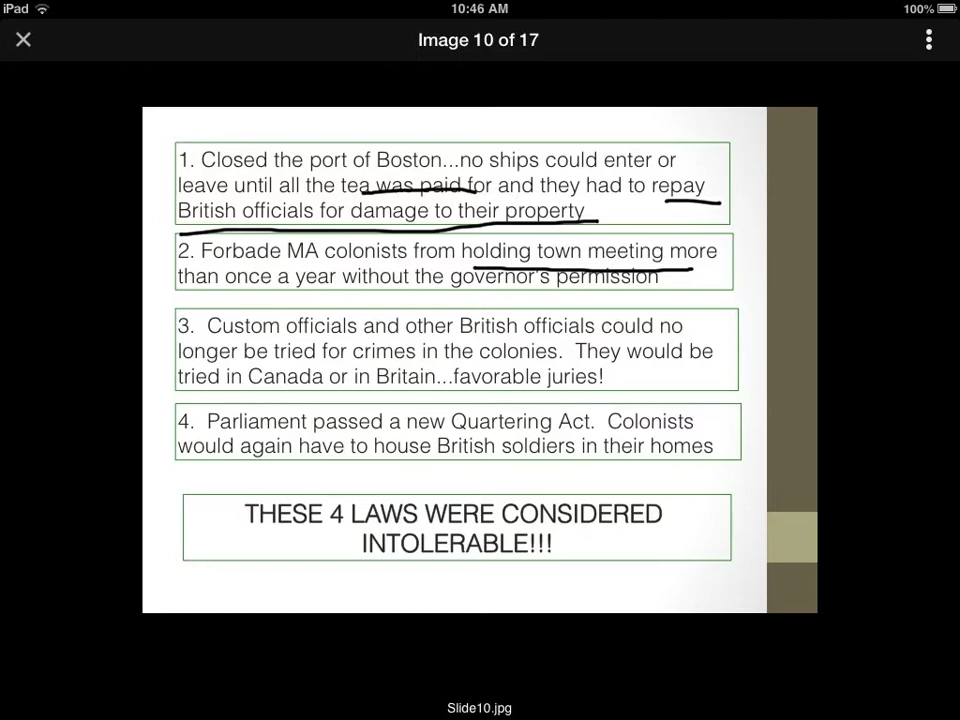 iPad 10:46 AM 100%
Image 10 of 17
1. Closed the port of Boston...no ships could enter or
leave until all the tea was paid for and they had to repay
British officials for damage to their property
2. Forbade MA colonists from holding town meeting more
than once a year without the governor's permission
3.  Custom officials and other British officials could no
longer be tried for crimes in the colonies.  They would be
tried in Canada or in Britain...favorable juries!
4.  Parliament passed a new Quartering Act.  Colonists
would again have to house British soldiers in their homes
THESE 4 LAWS WERE CONSIDERED
INTOLERABLE!!!
Slide10.jpg